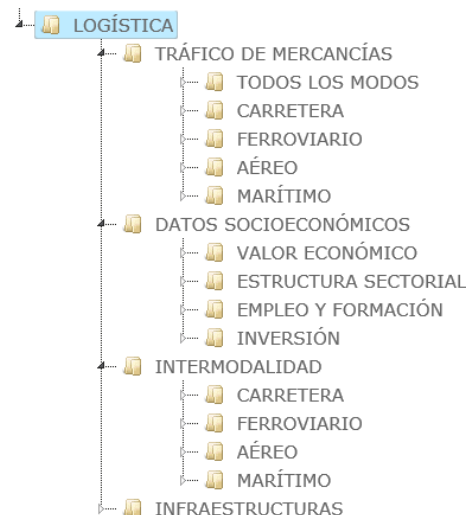 LOGÍSTICA
TRÁFICO DE MERCANCÍAS
TODOS LOS MODOS
CARRETERA
FERROVIARIO
AÉREO
MARÍTIMO
DATOS SOCIOECONÓMICOS
VALOR ECONÓMICO
ESTRUCTURA SECTORIAL
EMPLEO Y FORMACIÓN
INVERSIÓN
INTERMODALIDAD
CARRETERA
FERROVIARIO
AÉREO
MARÍTIMO
INFRAESTRUCTURAS